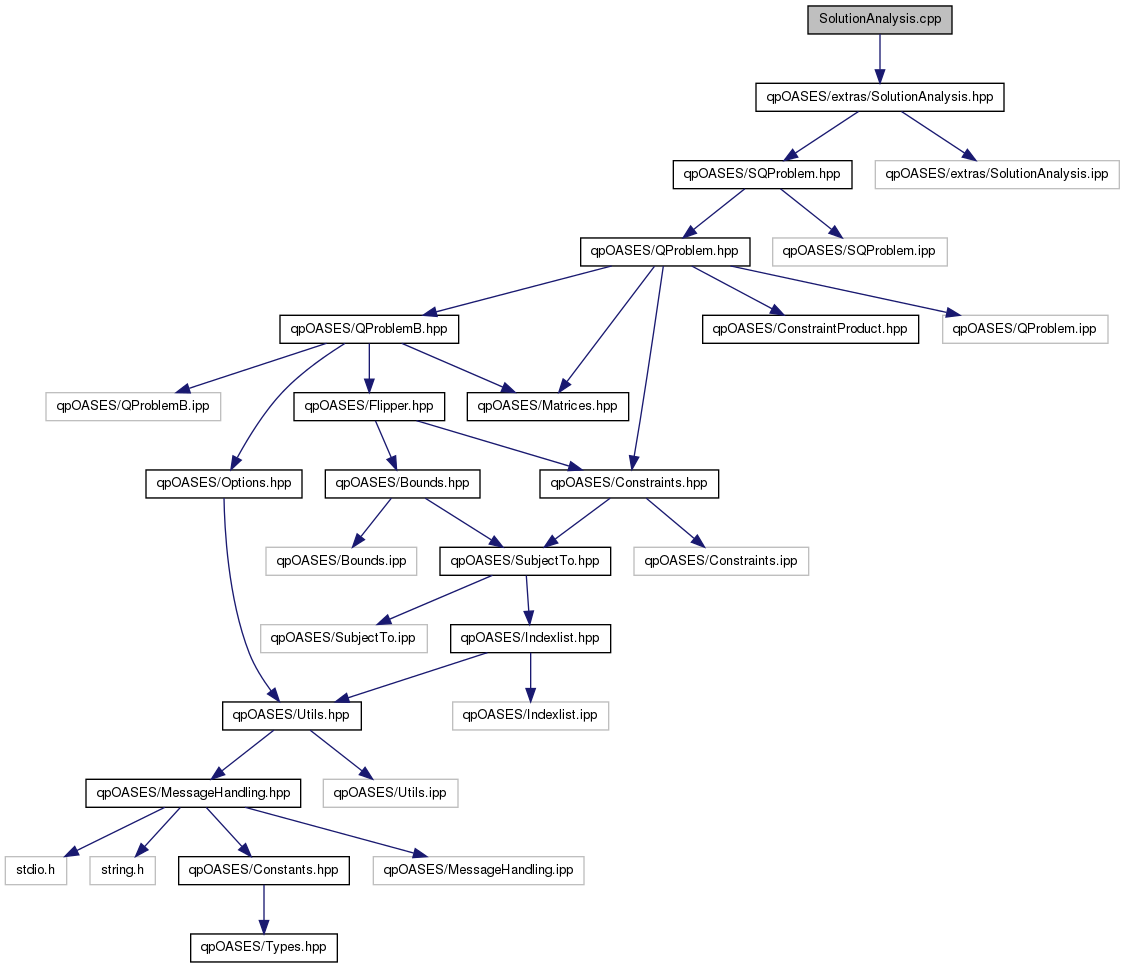 SolutionAnalysis.cpp
qpOASES/extras/SolutionAnalysis.hpp
qpOASES/SQProblem.hpp
qpOASES/extras/SolutionAnalysis.ipp
qpOASES/QProblem.hpp
qpOASES/SQProblem.ipp
qpOASES/QProblemB.hpp
qpOASES/ConstraintProduct.hpp
qpOASES/QProblem.ipp
qpOASES/QProblemB.ipp
qpOASES/Flipper.hpp
qpOASES/Matrices.hpp
qpOASES/Options.hpp
qpOASES/Bounds.hpp
qpOASES/Constraints.hpp
qpOASES/Bounds.ipp
qpOASES/SubjectTo.hpp
qpOASES/Constraints.ipp
qpOASES/SubjectTo.ipp
qpOASES/Indexlist.hpp
qpOASES/Utils.hpp
qpOASES/Indexlist.ipp
qpOASES/MessageHandling.hpp
qpOASES/Utils.ipp
stdio.h
string.h
qpOASES/Constants.hpp
qpOASES/MessageHandling.ipp
qpOASES/Types.hpp